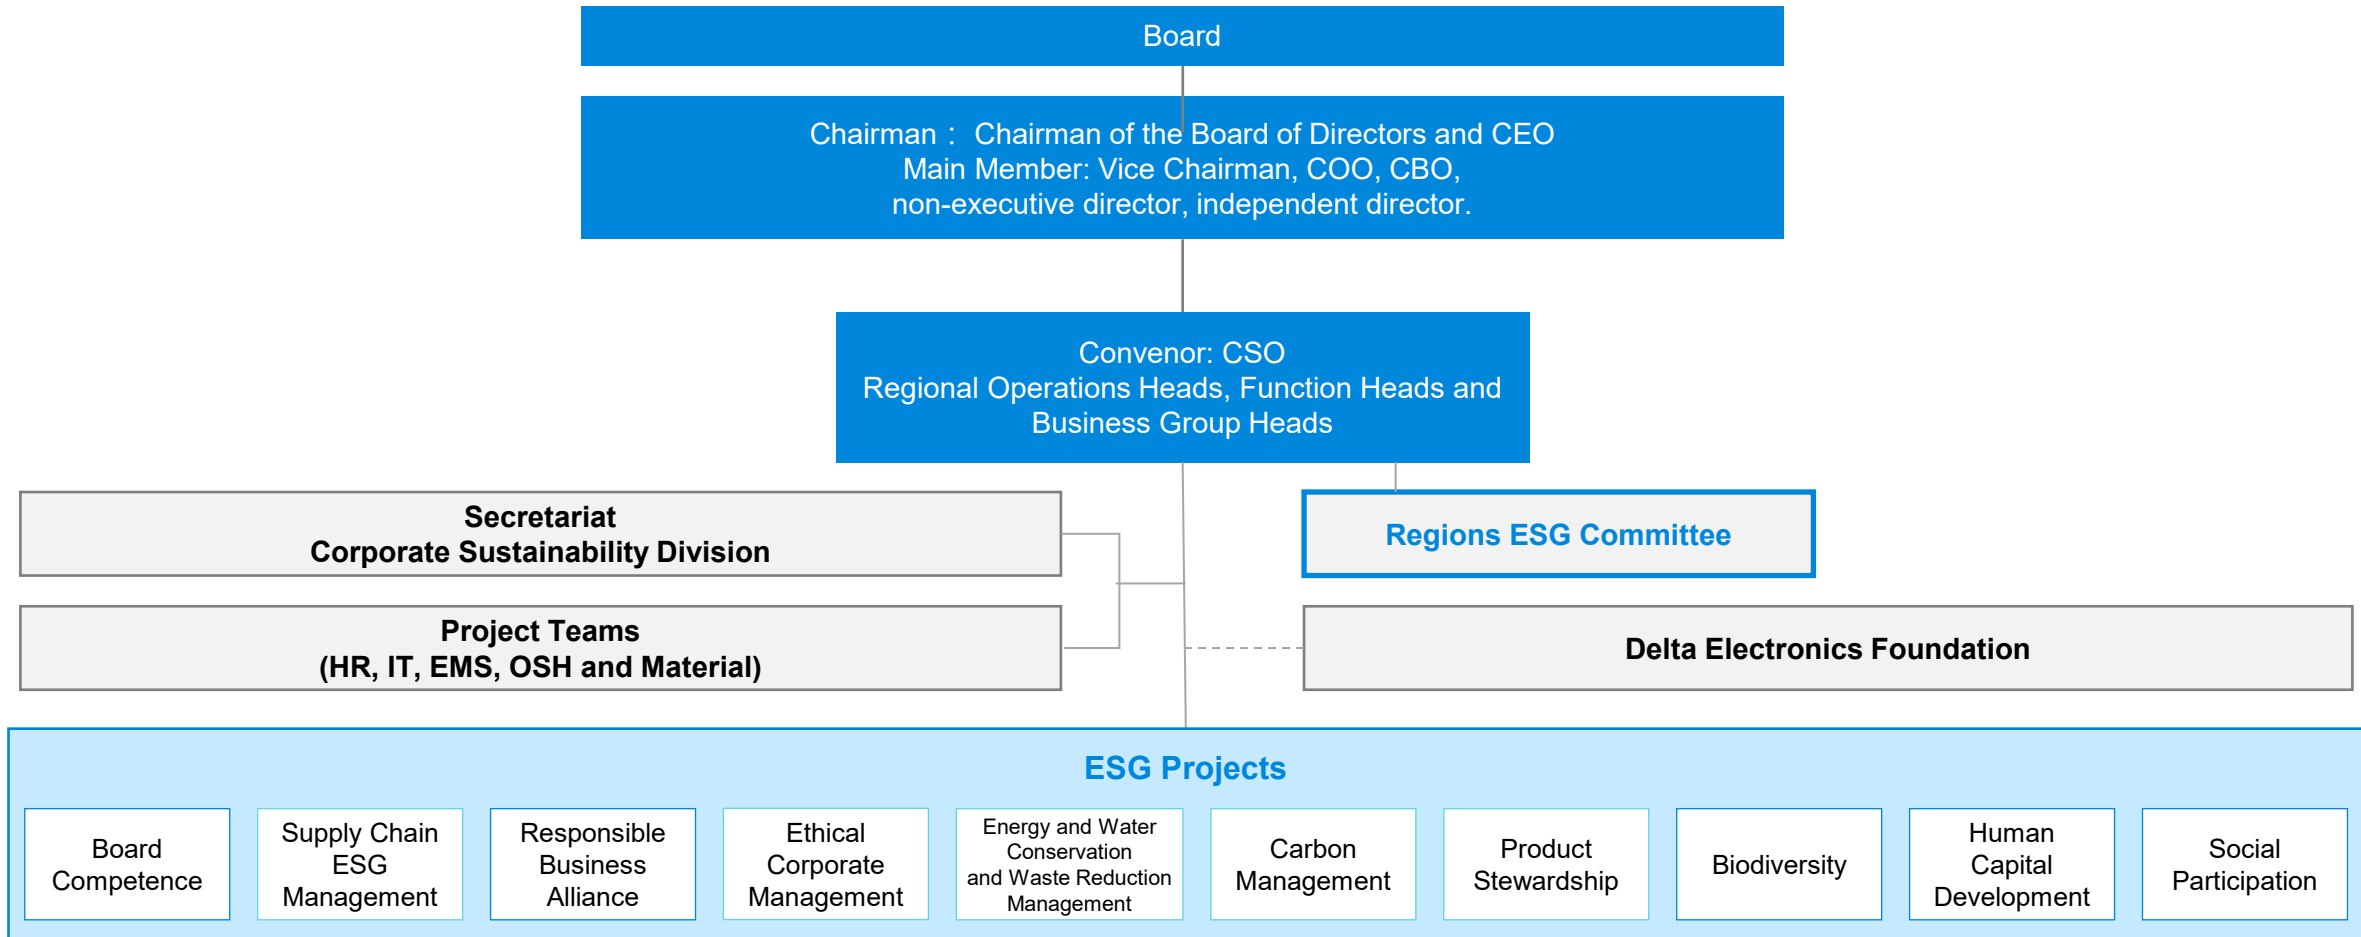 Board
Chairman： Chairman of the Board of Directors and CEO
Main Member: Vice Chairman, COO, CBO,
non-executive director, independent director.
Convenor: CSO
Regional Operations Heads, Function Heads and
Business Group Heads
Secretariat
Corporate Sustainability Division
Regions ESG Committee
Project Teams
(HR, IT, EMS, OSH and Material)
Delta Electronics Foundation
ESG Projects
Board
Competence
Supply Chain
ESG
Management
Responsible
Business
Alliance
Ethical
Corporate
Management
Energy and Water
Conservation
and Waste Reduction
Management
Carbon
Management
Product
Stewardship
Biodiversity
Human
Capital
Development
Social
Participation